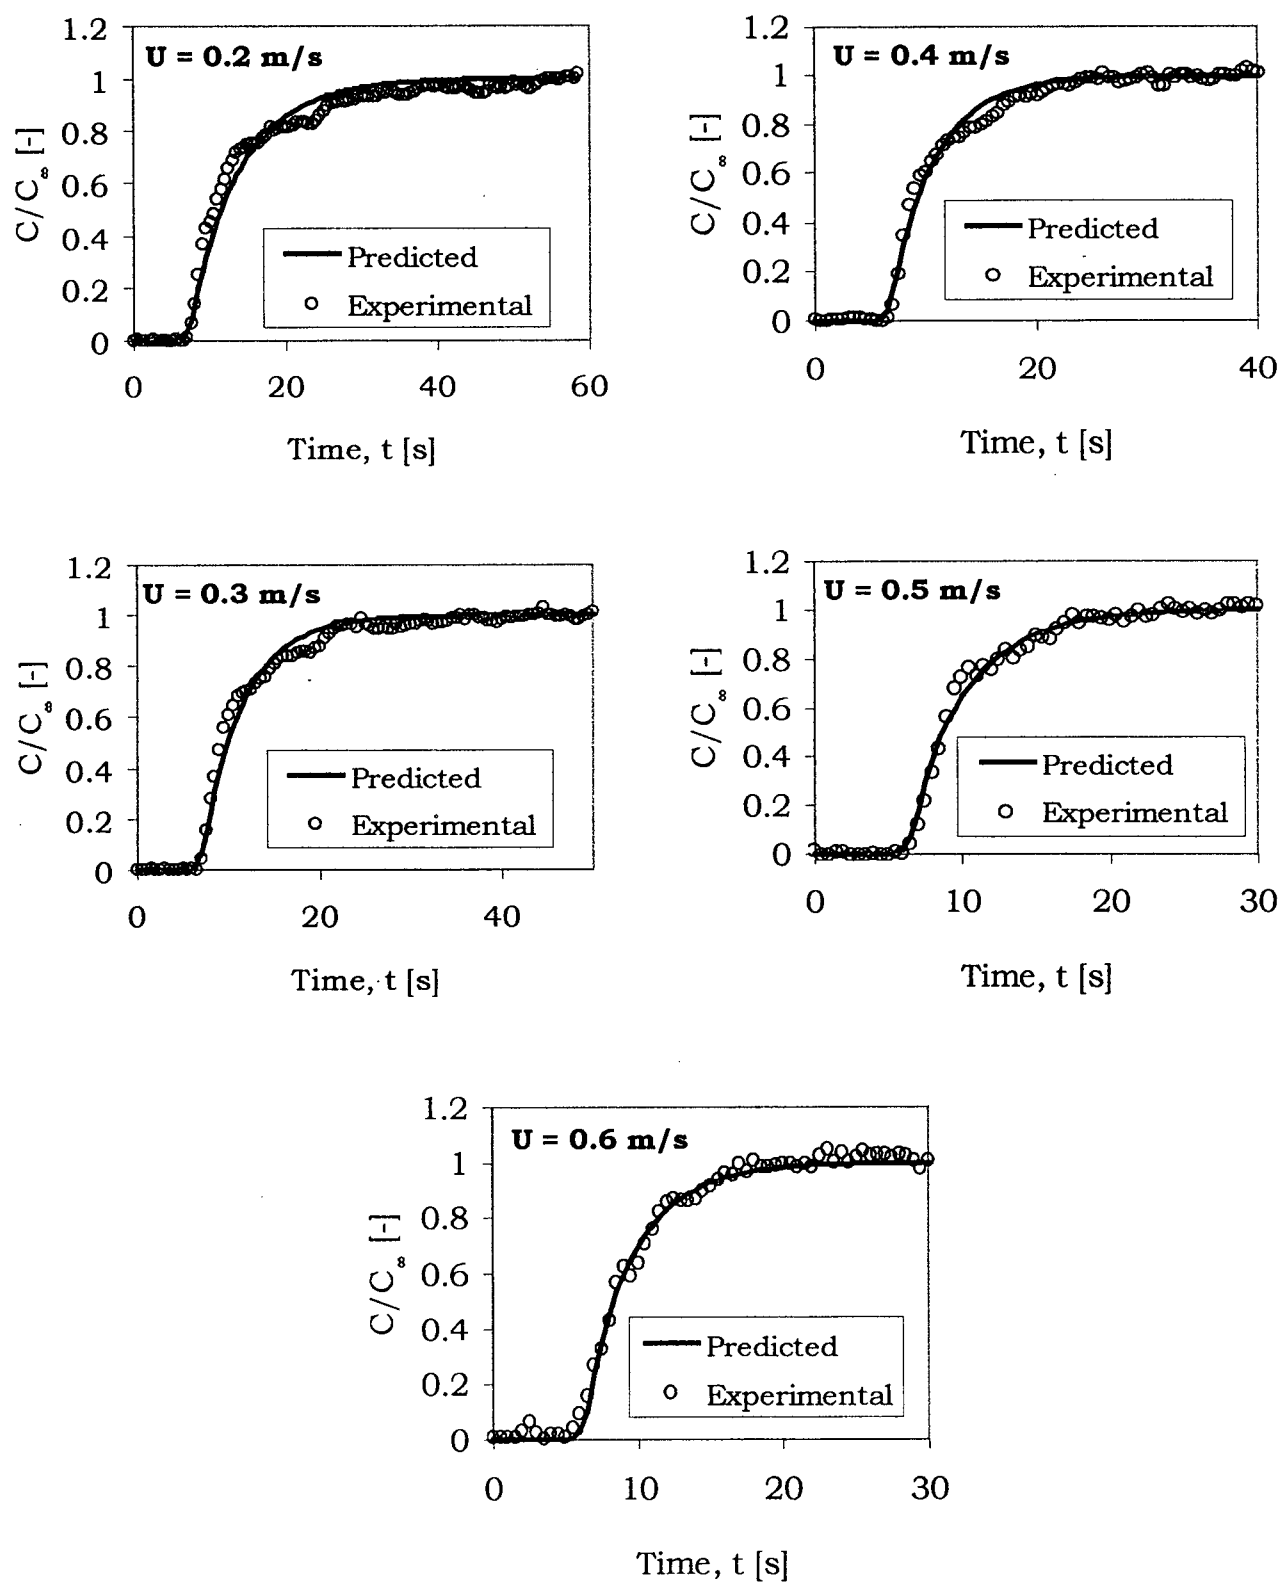 U = 0.2 m/s
1.2
1
0.8
0.6
0.4
0.2
0
C/C∞ [-]
Predicted
Experimental
0 20 40 60
Time, t [s]
U = 0.4 m/s
1.2
1
0.8
0.6
0.4
0.2
0
C/C∞ [-]
Predicted
Experimental
0 20 40
Time, t [s]
U = 0.3 m/s
1.2
1
0.8
0.6
0.4
0.2
0
C/C∞ [-]
Predicted
Experimental
0 20 40
Time, t [s]
U = 0.5 m/s
1.2
1
0.8
0.6
0.4
0.2
0
C/C∞ [-]
Predicted
Experimental
0 10 20 30
Time, t [s]
U = 0.6 m/s
1.2
1
0.8
0.6
0.4
0.2
0
C/C∞ [-]
Predicted
Experimental
0 10 20 30
Time, t [s]